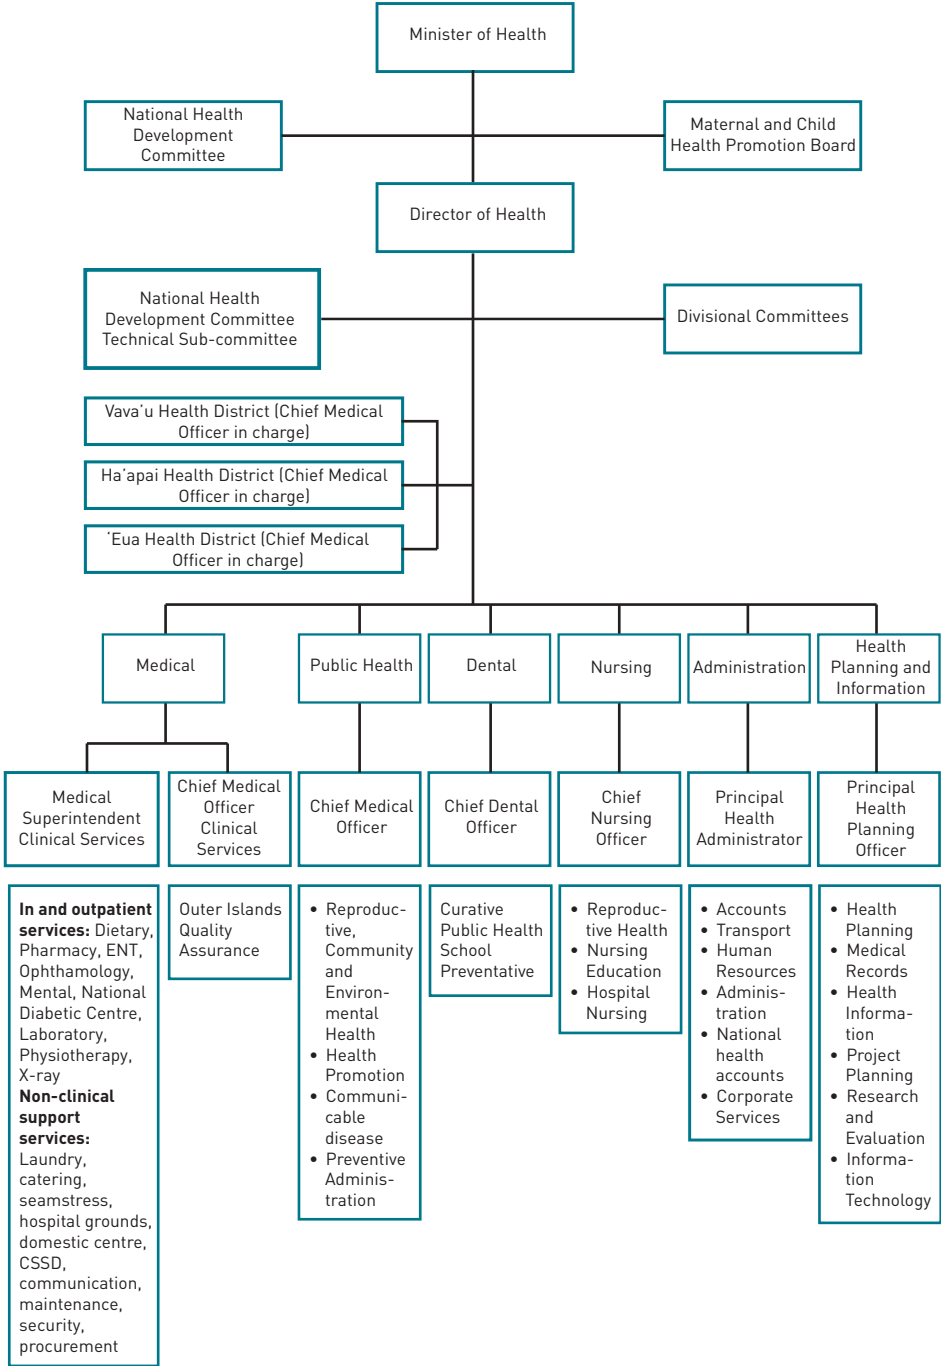 Minister of Health
National Health
Development
Committee
Maternal and Child
Health Promotion Board
Director of Health
National Health
Development Committee
Technical Sub-committee
Divisional Committees
Vava'u Health District (Chief Medical
Officer in charge)
Ha'apai Health District (Chief Medical
Officer in charge)
'Eua Health District (Chief Medical
Officer in charge)
Medical
Public Health
Dental
Nursing
Administration
Health
Planning and
Information
Medical
Superintendent
Clinical Services
Chief Medical
Officer
Clinical
Services
Chief Medical
Officer
Chief Dental
Officer
Chief
Nursing
Officer
Principal
Health
Administrator
Principal
Health
Planning
Officer
In and outpatient
services: Dietary,
Pharmacy, ENT,
Ophthamology,
Mental, National
Diabetic Centre,
Laboratory,
Physiotherapy,
X-ray
Non-clinical
support
services:
Laundry,
catering,
seamstress,
hospital grounds,
domestic centre,
CSSD,
communication,
maintenance,
security,
procurement
Outer Islands
Quality
Assurance
• Reproduc-
tive,
Community
and
Environ-
mental
Health
• Health
Promotion
• Communi-
cable
disease
• Preventive
Adminis-
tration
Curative
Public Health
School
Preventative
• Reproduc-
tive Health
• Nursing
Education
• Hospital
Nursing
• Accounts
• Transport
• Human
Resources
• Adminis-
tration
• National
health
accounts
• Corporate
Services
• Health
Planning
• Medical
Records
• Health
Informa-
tion
• Project
Planning
• Research
and
Evaluation
• Informa-
tion
Technology